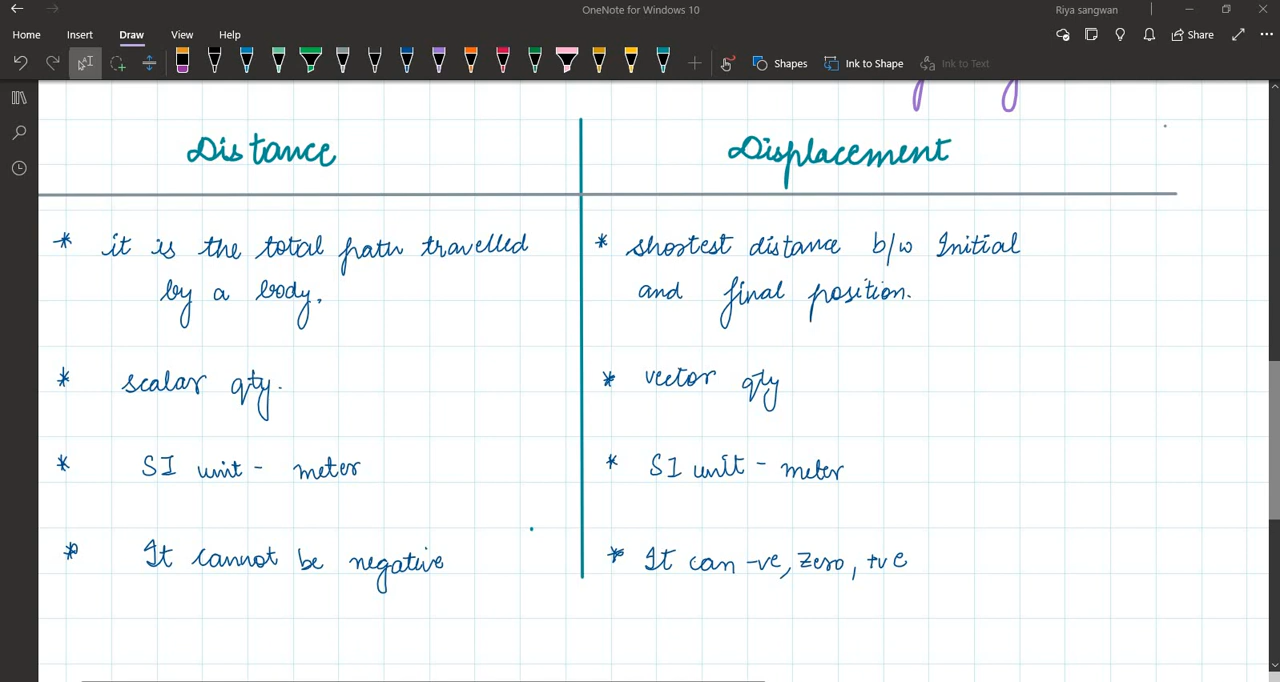 OneNote for Windows 10
Riya sangwan
Home Insert Draw View Help
Share
Shapes Ink to Shape Ink to Text
Distance
Displacement
* it is the total path travelled
by a body.
* shortest distance b/w Initial
and final position.
* scalar qty.
* vector qty
* SI unit - meter
* SI unit - meter
* It cannot be negative
* It can -ve, zero, +ve